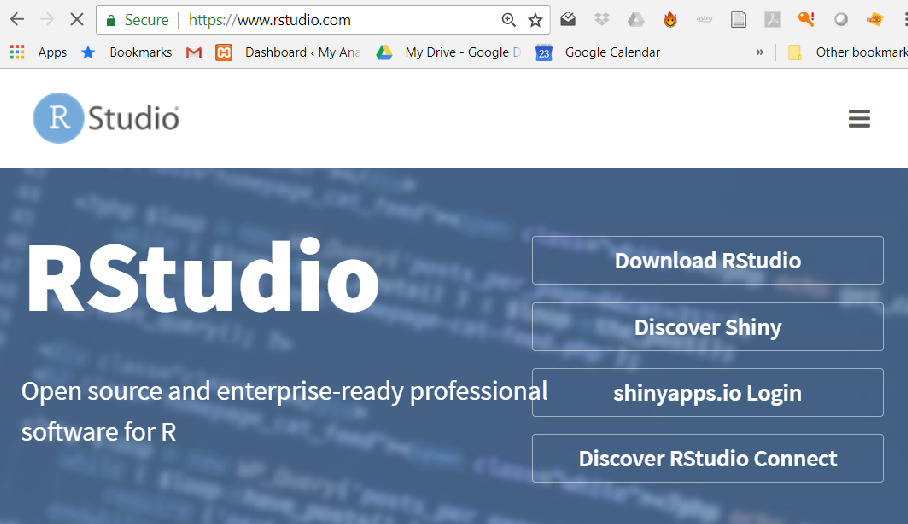 Secure https://www.rstudio.com
Apps Bookmarks Dashboard ‹ My Ana My Drive - Google D 23 Google Calendar » Other bookmark
R Studio
RStudio
Open source and enterprise-ready professional
software for R
Download RStudio
Discover Shiny
shinyapps.io Login
Discover RStudio Connect